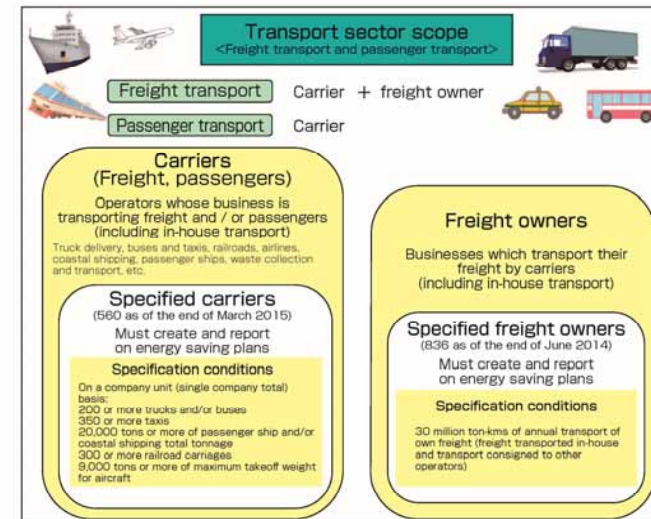 Transport sector scope
<Freight transport and passenger transport>
Freight transport Carrier + freight owner
Passenger transport Carrier
Carriers
(Freight, passengers)
Operators whose business is
transporting freight and / or passengers
(including in-house transport)
Truck delivery, buses and taxis, railroads, airlines,
coastal shipping, passenger ships, waste collection
and transport, etc.
Specified carriers
(560 as of the end of March 2015)
Must create and report
on energy saving plans
Specification conditions
On a company unit (single company total)
basis:
200 or more trucks and/or buses
350 or more taxis
20,000 tons or more of passenger ship and/or
coastal shipping total tonnage
300 or more railroad carriages
9,000 tons or more of maximum takeoff weight
for aircraft
Freight owners
Businesses which transport their
freight by carriers
(including in-house transport)
Specified freight owners
(836 as of the end of June 2014)
Must create and report
on energy saving plans
Specification conditions
30 million ton-kms of annual transport of
own freight (freight transported in-house
and transport consigned to other
operators)